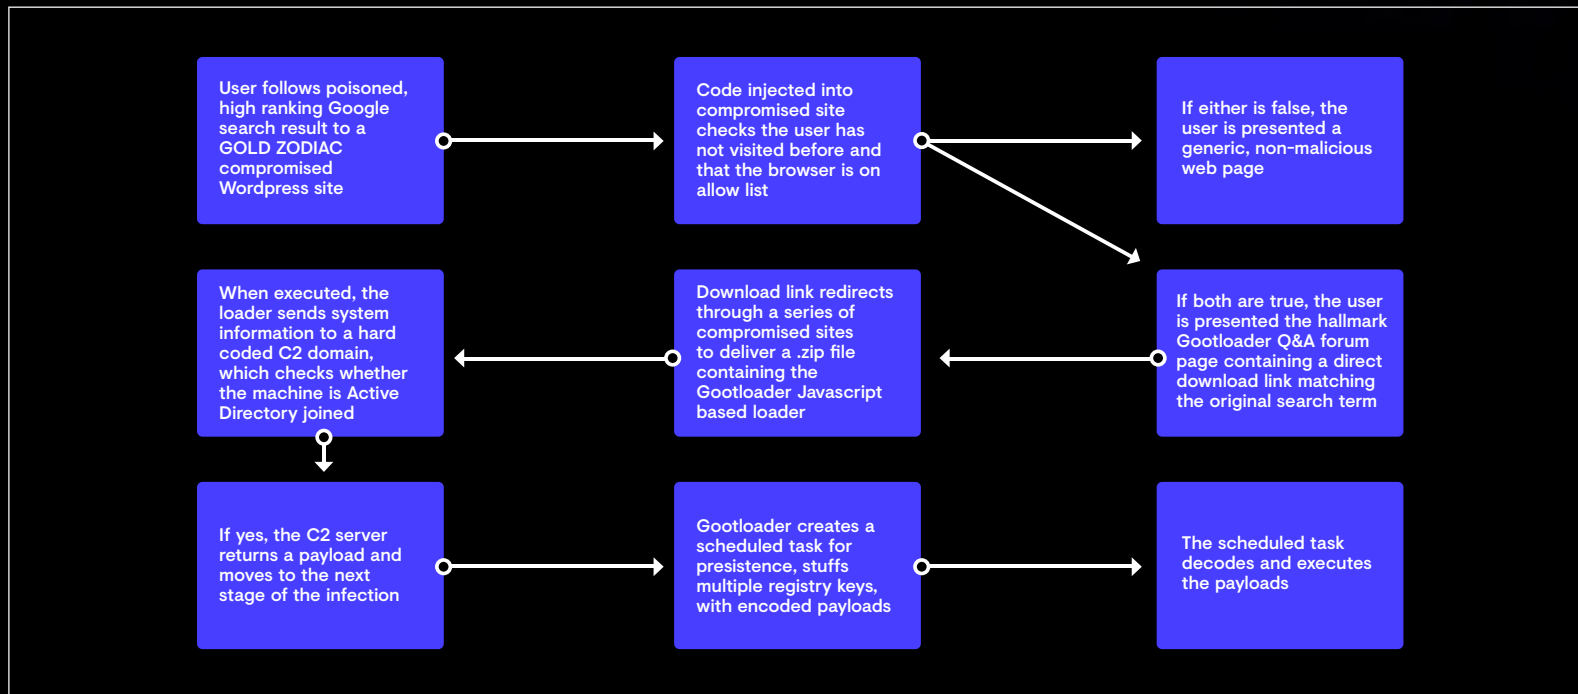 User follows poisoned,
high ranking Google
search result to a
GOLD ZODIAC
compromised
Wordpress site
Code injected into
compromised site
checks the user has
not visited before and
that the browser is on
allow list
If either is false, the
user is presented a
generic, non-malicious
web page
If both are true, the user
is presented the hallmark
Gootloader Q&A forum
page containing a direct
download link matching
the original search term
Download link redirects
through a series of
compromised sites
to deliver a .zip file
containing the
Gootloader Javascript
based loader
When executed, the
loader sends system
information to a hard
coded C2 domain,
which checks whether
the machine is Active
Directory joined
If yes, the C2 server
returns a payload and
moves to the next
stage of the infection
Gootloader creates a
scheduled task for
presistence, stuffs
multiple registry keys,
with encoded payloads
The scheduled task
decodes and executes
the payloads